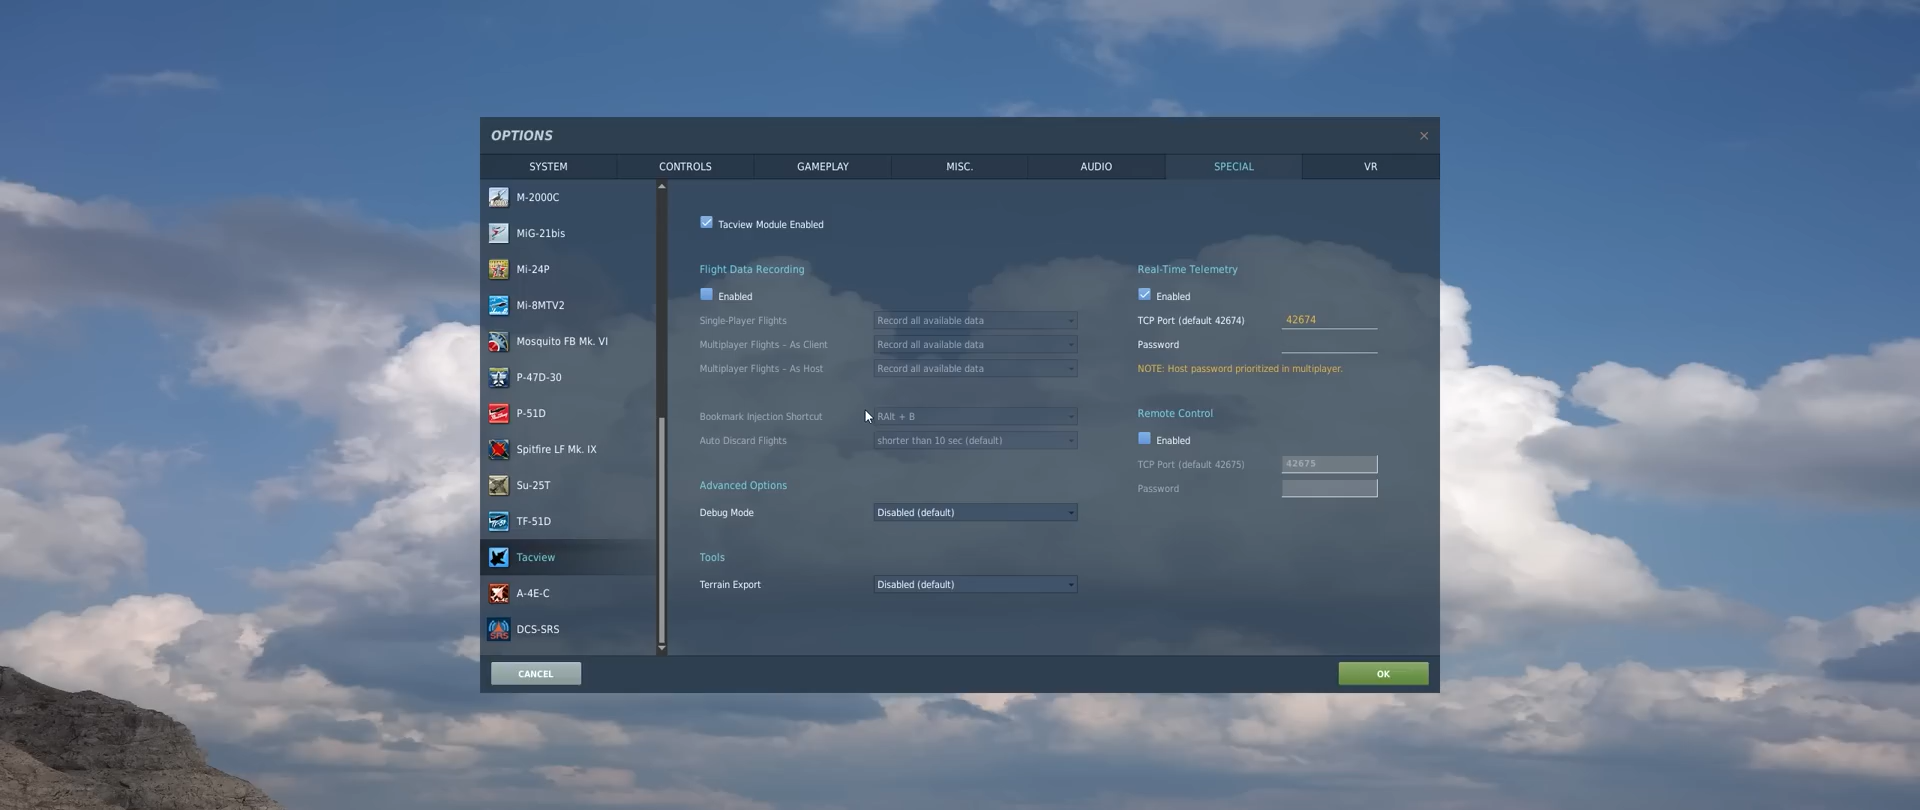 OPTIONS
SYSTEM CONTROLS GAMEPLAY MISC. AUDIO SPECIAL VR
M-2000C
MiG-21bis
Mi-24P
Mi-8MTV2
Mosquito FB Mk. VI
P-47D-30
P-51D
Spitfire LF Mk. IX
Su-25T
TF-51D
Tacview
A-4E-C
SRS
DCS-SRS
Tacview Module Enabled
Flight Data Recording
Enabled
Single-Player Flights Record all available data
Multiplayer Flights – As Client Record all available data
Multiplayer Flights – As Host Record all available data
Bookmark Injection Shortcut RAlt + B
Auto Discard Flights shorter than 10 sec (default)
Advanced Options
Debug Mode Disabled (default)
Tools
Terrain Export Disabled (default)
Real-Time Telemetry
Enabled
TCP Port (default 42674) 42674
Password
NOTE: Host password prioritized in multiplayer.
Remote Control
Enabled
TCP Port (default 42675) 42675
Password
CANCEL OK